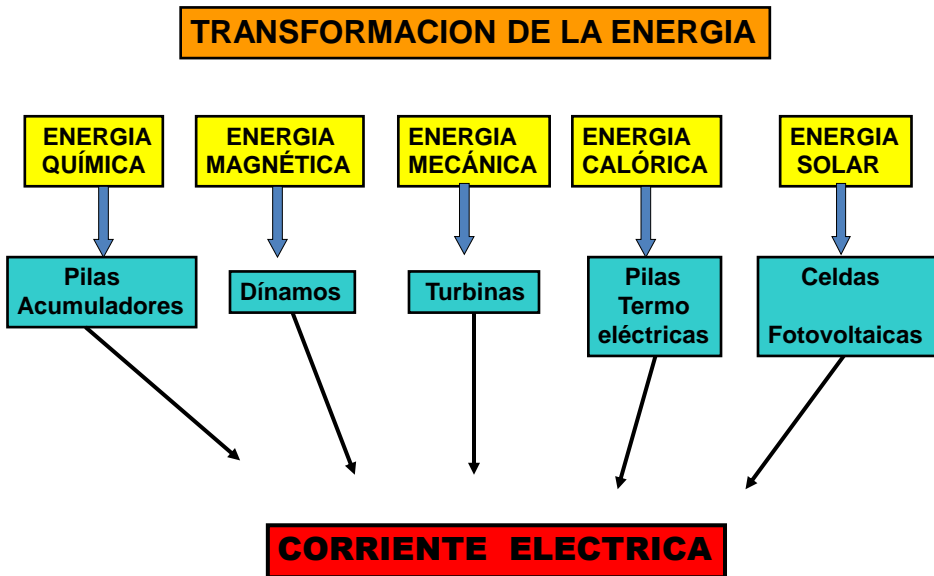 TRANSFORMACION DE LA ENERGIA
ENERGIA
QUÍMICA
ENERGIA
MAGNÉTICA
ENERGIA
MECÁNICA
ENERGIA
CALÓRICA
ENERGIA
SOLAR
Pilas
Acumuladores
Dínamos
Turbinas
Pilas
Termo
eléctricas
Celdas
Fotovoltaicas
CORRIENTE ELECTRICA